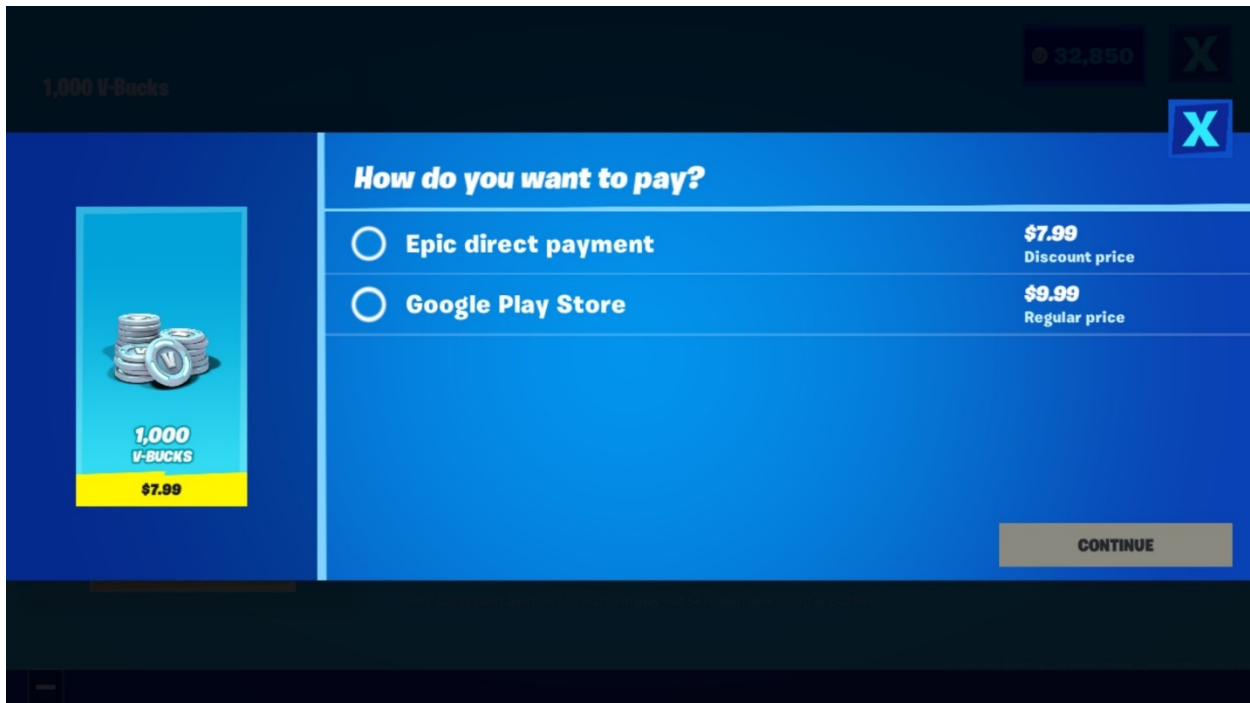 32,850
X
1,000 V-Bucks
X
How do you want to pay?
Epic direct payment
$7.99
Discount price
Google Play Store
$9.99
Regular price
V
1,000
V-BUCKS
$7.99
CONTINUE